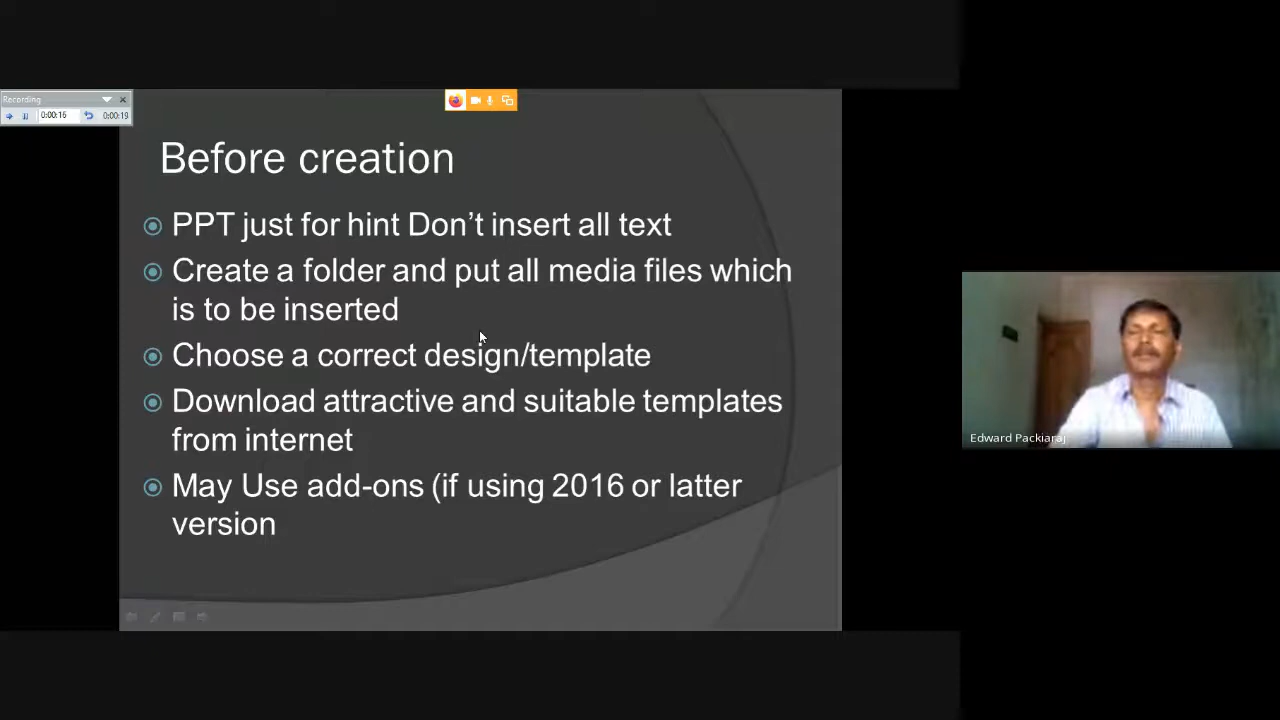 Recording
0:00:16 0:00:19
Before creation
PPT just for hint Don't insert all text
Create a folder and put all media files which
is to be inserted
Choose a correct design/template
Download attractive and suitable templates
from internet
May Use add-ons (if using 2016 or latter
version
Edward Packiaraj